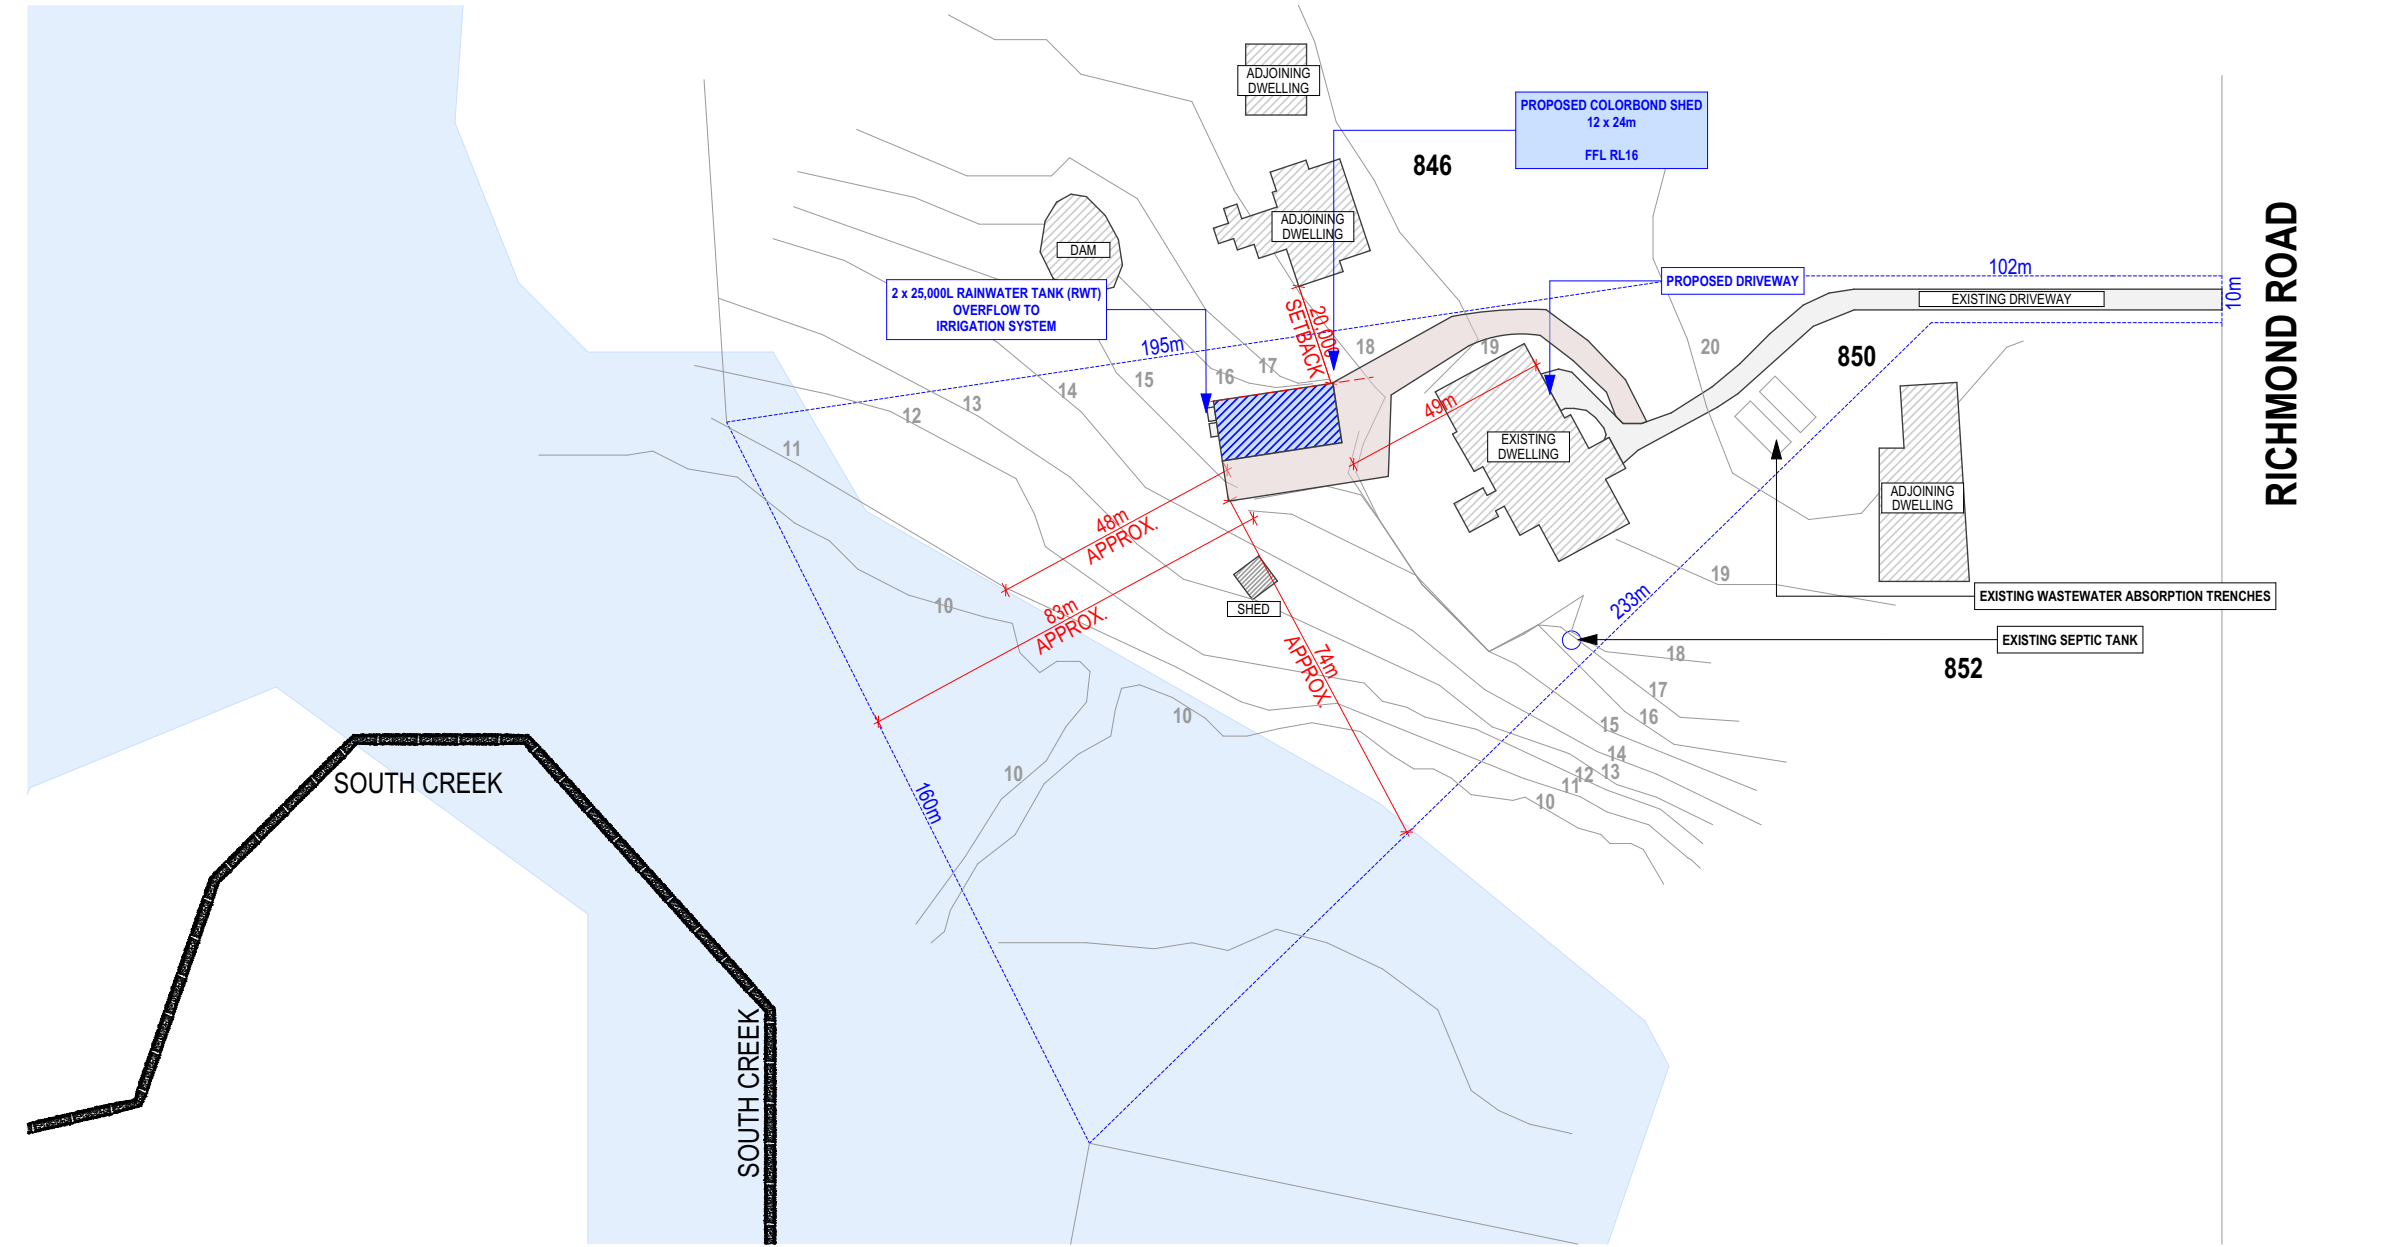 ADJOINING
DWELLING
PROPOSED COLORBOND SHED
12 x 24m
FFL RL16
846
RICHMOND ROAD
ADJOINING
DWELLING
DAM
2 x 25,000L RAINWATER TANK (RWT)
OVERFLOW TO
IRRIGATION SYSTEM
PROPOSED DRIVEWAY
102m
10m
EXISTING DRIVEWAY
20.000
SETBACK
195m
18
19
20
850
17
16
15
14
13
12
11
49m
EXISTING
DWELLING
ADJOINING
DWELLING
48m
APPROX.
83m
APPROX.
10
SHED
74m
APPROX.
233m
19
EXISTING WASTEWATER ABSORPTION TRENCHES
EXISTING SEPTIC TANK
852
18
17
16
15
14
13
12
11
10
10
10
160m
SOUTH CREEK
SOUTH CREEK